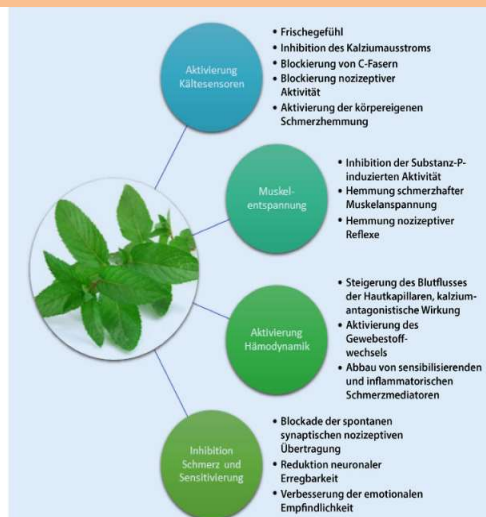 Aktivierung
Kältesensoren
• Frischegefühl
• Inhibition des Kalziumausstroms
• Blockierung von C-Fasern
• Blockierung nozizeptiver
Aktivität
• Aktivierung der körpereigenen
Schmerzhemmung
Muskel-
entspannung
• Inhibition der Substanz-P-
induzierten Aktivität
• Hemmung schmerzhafter
Muskelanspannung
• Hemmung nozizeptiver
Reflexe
Aktivierung
Hämodynamik
• Steigerung des Blutflusses
der Hautkapillaren, kalzium-
antagonistische Wirkung
• Aktivierung des
Gewebestoff-
wechsels
• Abbau von sensibilisierenden
und inflammatorischen
Schmerzmediatoren
Inhibition
Schmerz und
Sensitivierung
• Blockade der spontanen
synaptischen nozizeptiven
Übertragung
• Reduktion neuronaler
Erregbarkeit
• Verbesserung der emotionalen
Empfindlichkeit